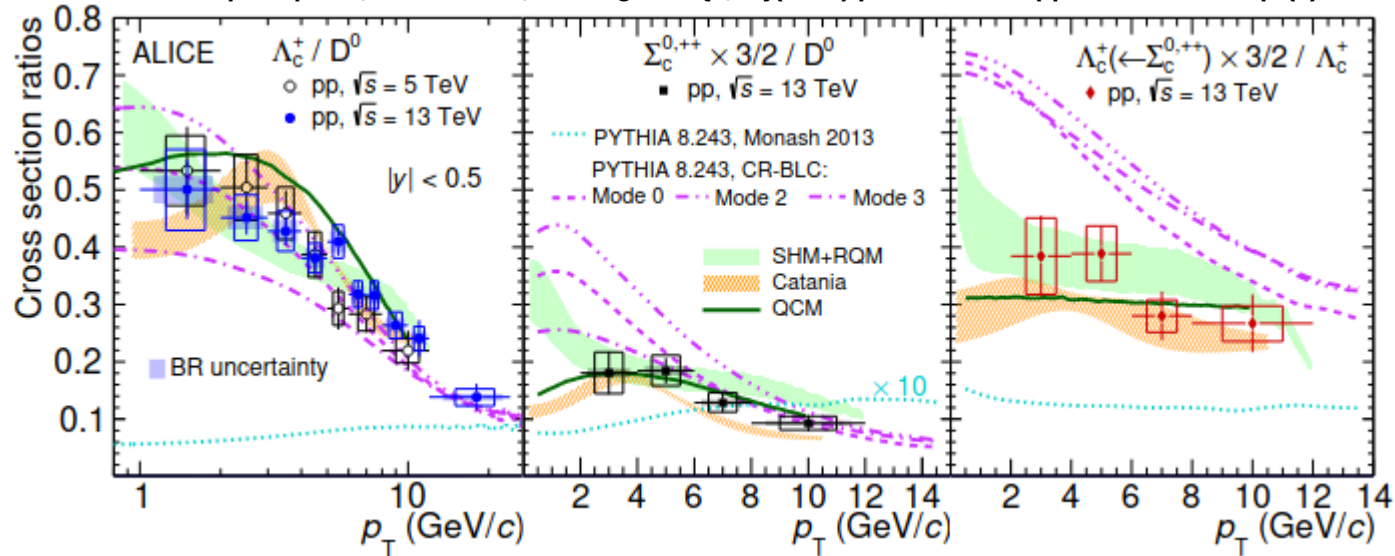 Cross section ratios
0.8
0.7
0.6
0.5
0.4
0.3
0.2
0.1
ALICE
Λc+ / D0
pp, √s = 5 TeV
pp, √s = 13 TeV
|y| < 0.5
BR uncertainty
1 10
pT (GeV/c)
Σc0,++ × 3/2 / D0
pp, √s = 13 TeV
PYTHIA 8.243, Monash 2013
PYTHIA 8.243, CR-BLC:
Mode 0 Mode 2 Mode 3
SHM+RQM
Catania
QCM
× 10
2 4 6 8 10 12 14
pT (GeV/c)
Λc+(←Σc0,++) × 3/2 / Λc+
pp, √s = 13 TeV
2 4 6 8 10 12 14
pT (GeV/c)